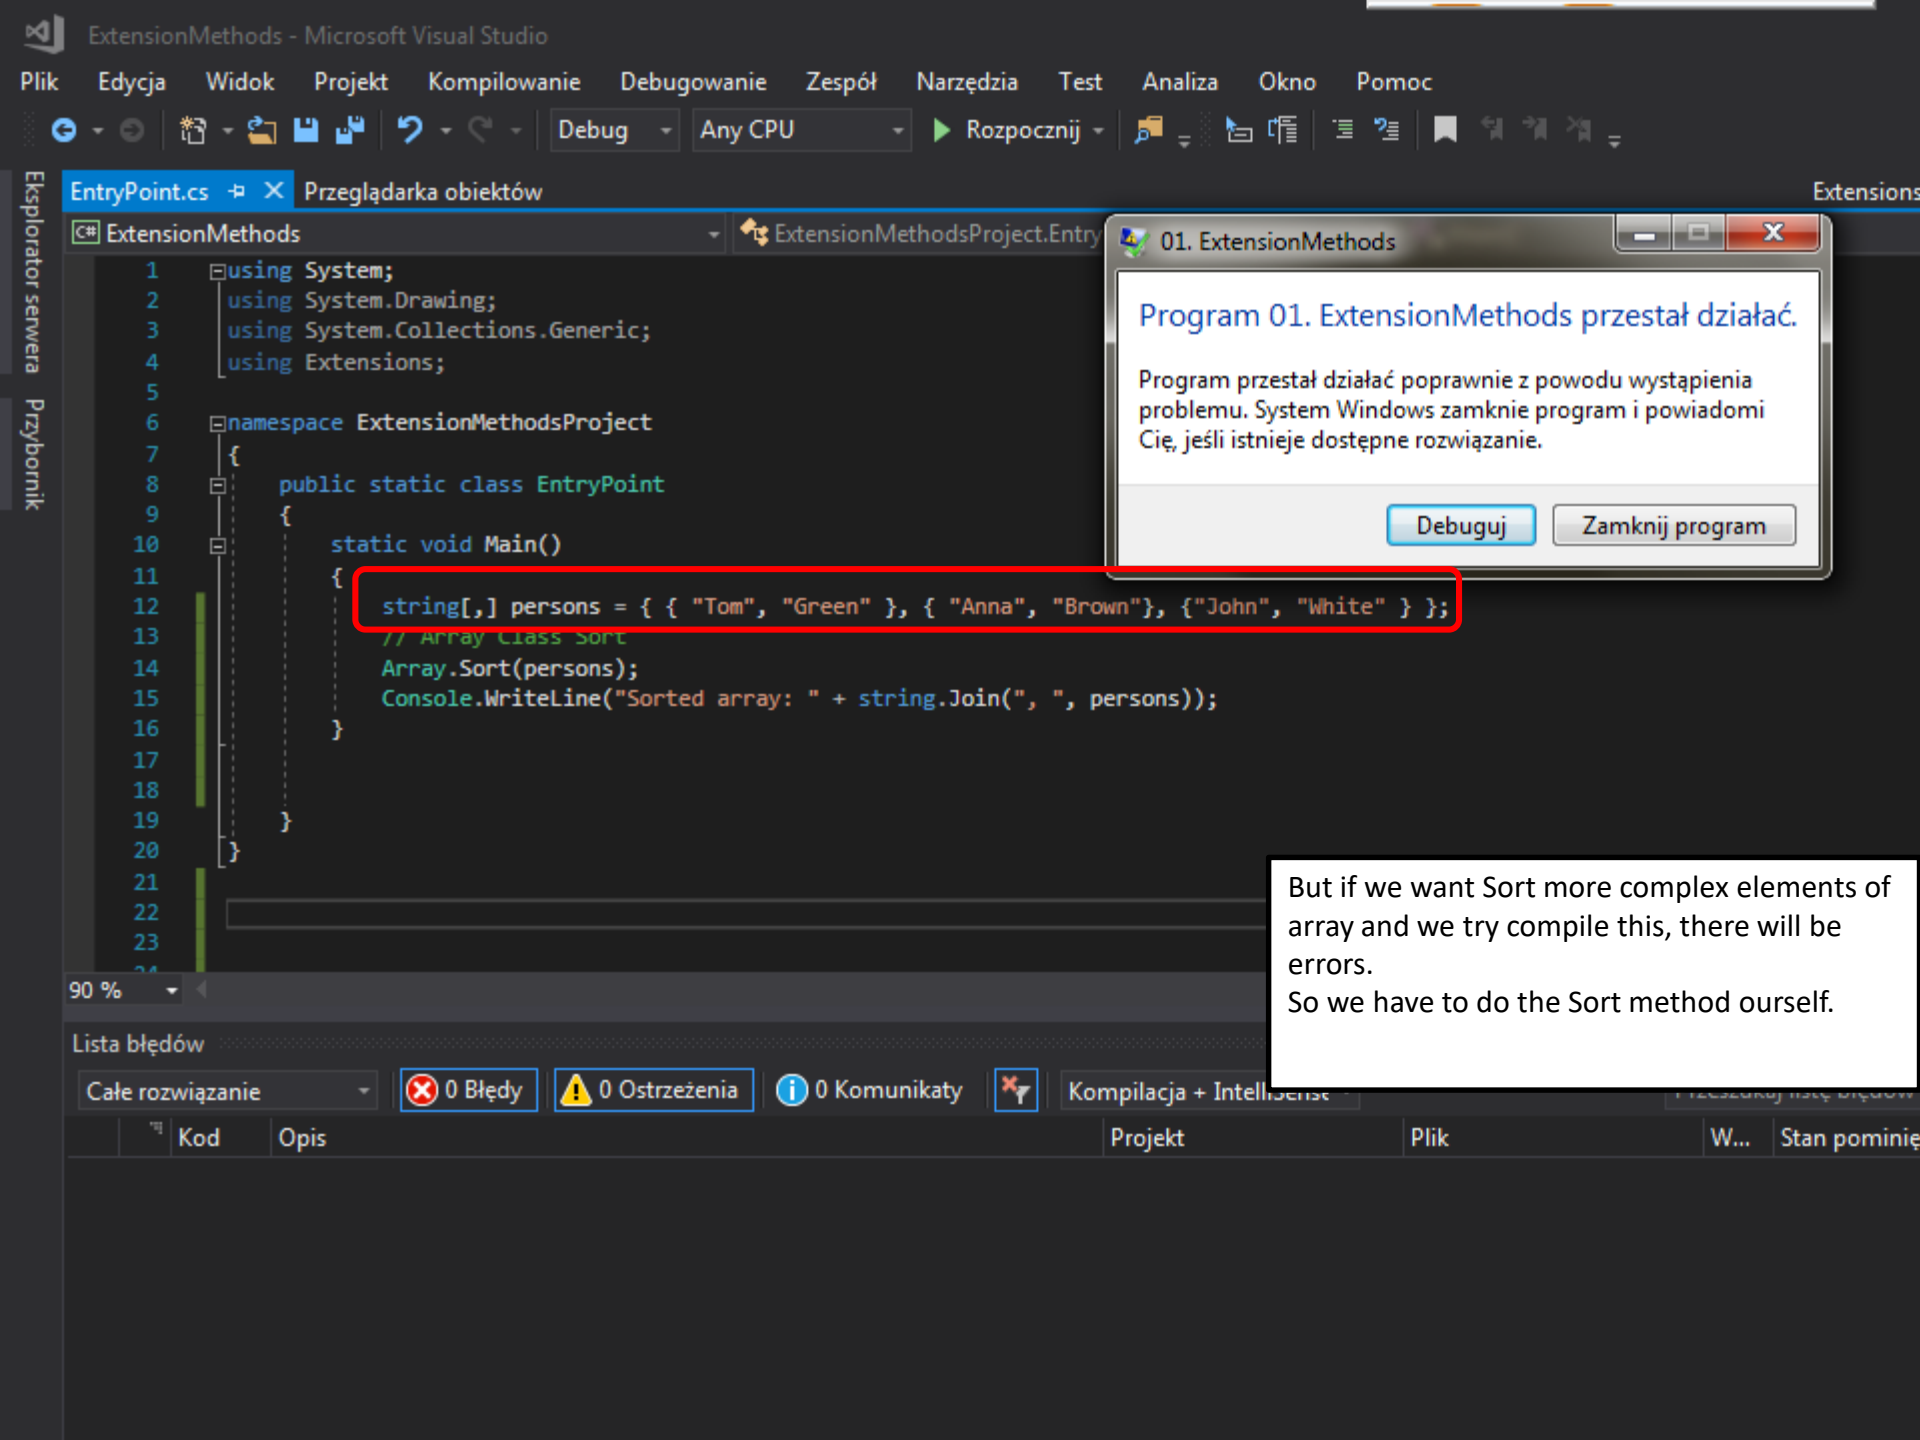 ExtensionMethods - Microsoft Visual Studio
Plik Edycja Widok Projekt Kompilowanie Debugowanie Zespół Narzędzia Test Analiza Okno Pomoc
Debug Any CPU Rozpocznij
Eksplorator serwera
Przybornik
EntryPoint.cs Przeglądarka obiektów Extensions
C# ExtensionMethods ExtensionMethodsProject.Entry
1 using System;
2 using System.Drawing;
3 using System.Collections.Generic;
4 using Extensions;
5
6 namespace ExtensionMethodsProject
7 {
8 public static class EntryPoint
9 {
10 static void Main()
11 {
12 string[,] persons = { { "Tom", "Green" }, { "Anna", "Brown"}, {"John", "White" } };
13 // Array Class Sort
14 Array.Sort(persons);
15 Console.WriteLine("Sorted array: " + string.Join(", ", persons));
16 }
17
18
19 }
20 }
21
22
23
24
01. ExtensionMethods
Program 01. ExtensionMethods przestał działać.
Program przestał działać poprawnie z powodu wystąpienia
problemu. System Windows zamknie program i powiadomi
Cię, jeśli istnieje dostępne rozwiązanie.
Debuguj Zamknij program
But if we want Sort more complex elements of
array and we try compile this, there will be
errors.
So we have to do the Sort method ourself.
90 %
Lista błędów
Całe rozwiązanie 0 Błędy 0 Ostrzeżenia 0 Komunikaty Kompilacja + IntelliSense
Kod Opis Projekt Plik W... Stan pominię